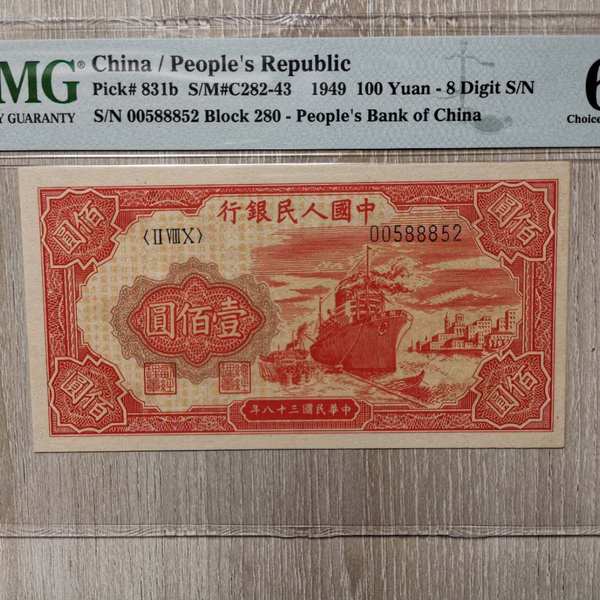 MG® China / People's Republic
Pick# 831b S/M#C282-43 1949 100 Yuan - 8 Digit S/N
Y GUARANTY
S/N 00588852 Block 280 - People's Bank of China
6
Choice
行銀民人國中
〈II VIII X〉
00588852
圓佰
圓佰
圓佰壹
圓佰
圓佰
年八十三國民華中